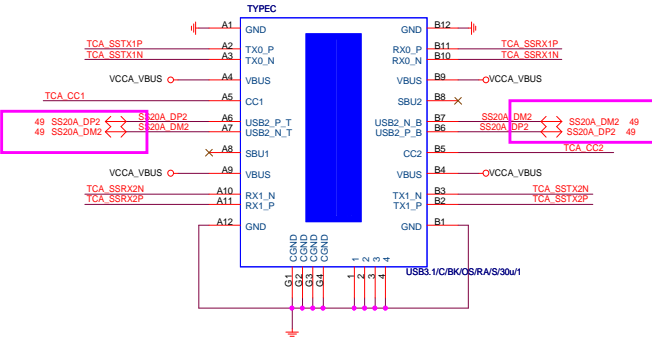 TYPEC
A1 GND GND B12
TCA_SSTX1P A2 TX0_P RX0_P B11 TCA_SSRX1P
TCA_SSTX1N A3 TX0_N RX0_N B10 TCA_SSRX1N
VCCA_VBUS A4 VBUS VBUS B9 VCCA_VBUS
TCA_CC1 A5 CC1 SBU2 B8
49 SS20A_DP2 SS20A_DP2 A6 USB2_P_T USB2_N_B B7 SS20A_DM2 SS20A_DM2 49
49 SS20A_DM2 SS20A_DM2 A7 USB2_N_T USB2_P_B B6 SS20A_DP2 SS20A_DP2 49
A8 SBU1 CC2 B5 TCA_CC2
VCCA_VBUS A9 VBUS VBUS B4 VCCA_VBUS
TCA_SSRX2N A10 RX1_N TX1_N B3 TCA_SSTX2N
TCA_SSRX2P A11 RX1_P TX1_P B2 TCA_SSTX2P
A12 GND GND B1
CGND CGND CGND CGND 1 2 3 4
G1 G2 G3 G4 1 2 3 4
USB3.1/C/BK/OS/RA/S/30u/1